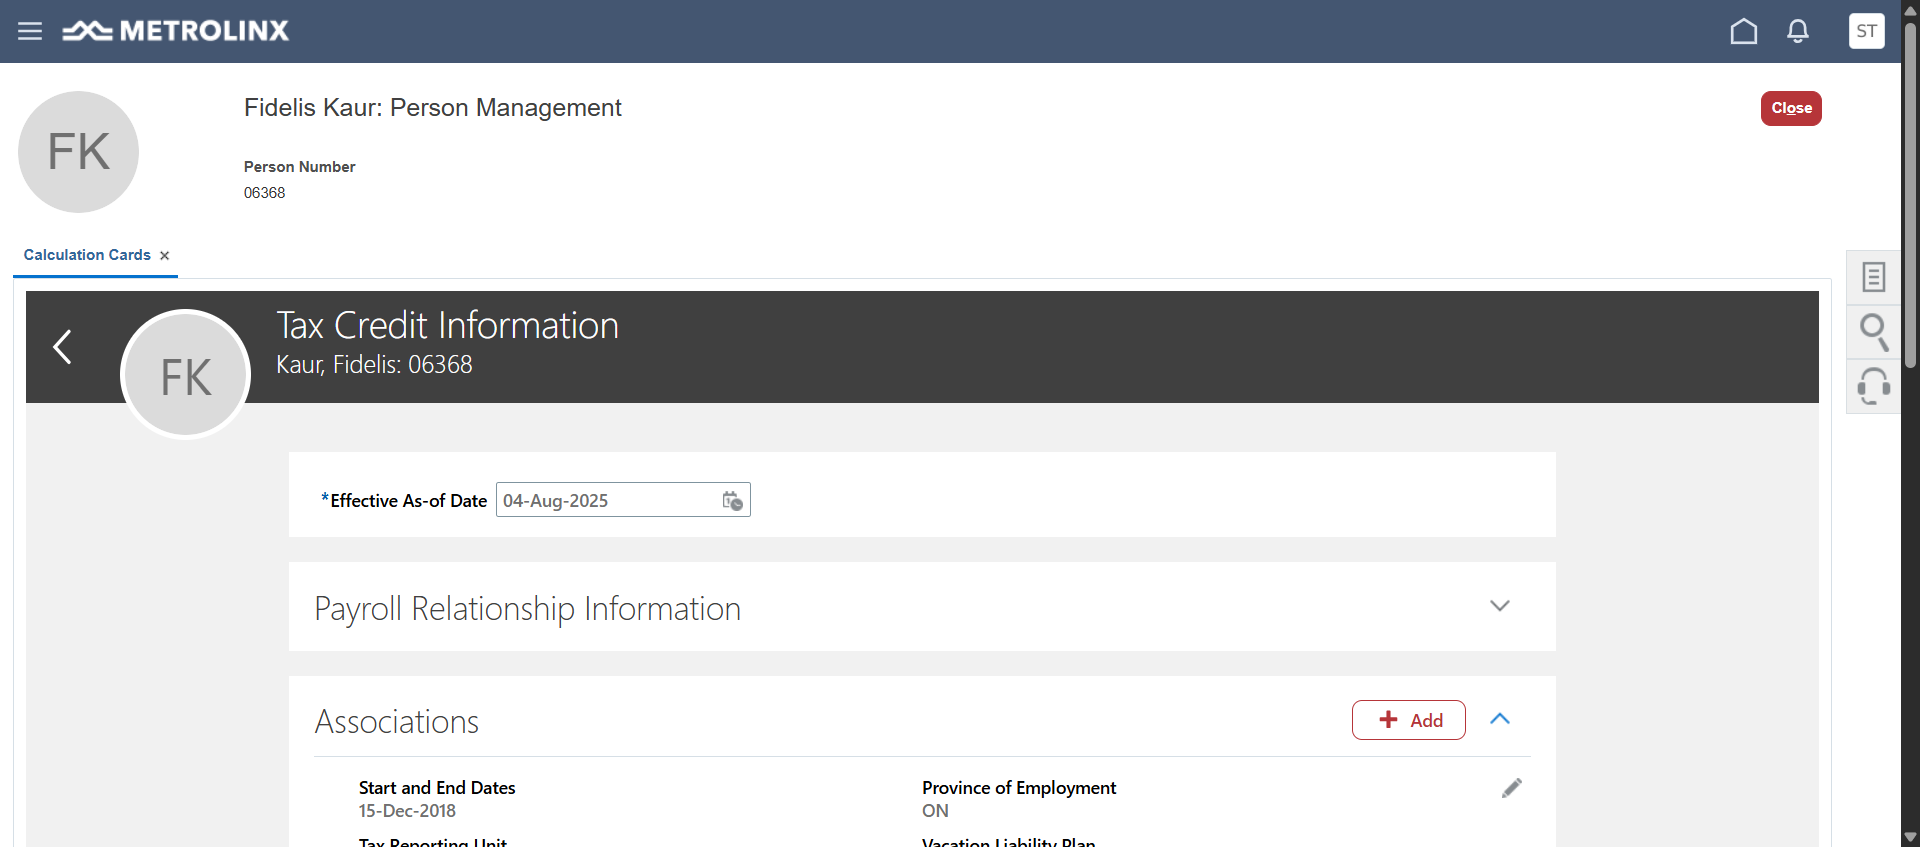 METROLINX
ST
FK
Fidelis Kaur: Person Management
Close
Person Number
06368
Calculation Cards
FK
Tax Credit Information
Kaur, Fidelis: 06368
*Effective As-of Date 04-Aug-2025
Payroll Relationship Information
Associations
Add
Start and End Dates
15-Dec-2018
Province of Employment
ON
Tax Reporting Unit
Vacation Liability Plan